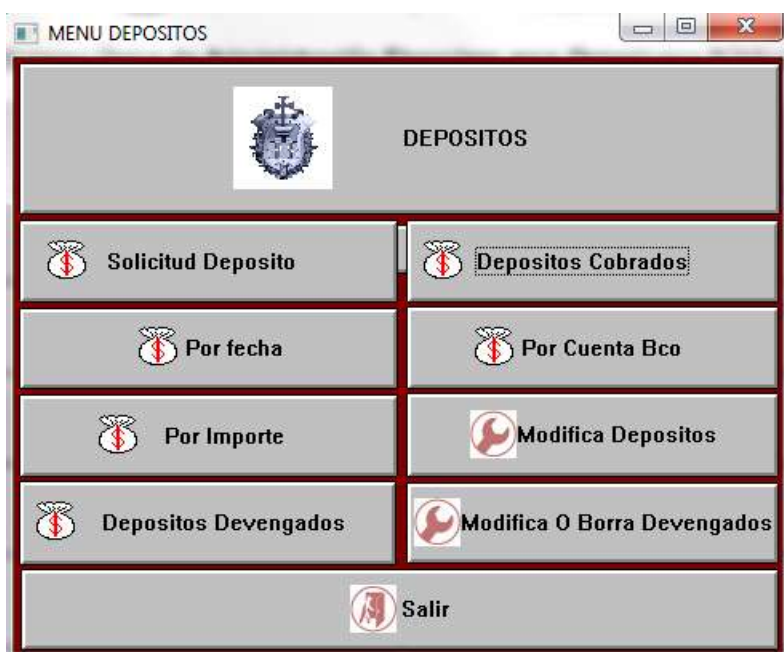 MENU DEPOSITOS
DEPOSITOS
Solicitud Deposito
Depositos Cobrados
Por fecha
Por Cuenta Bco
Por Importe
Modifica Depositos
Depositos Devengados
Modifica O Borra Devengados
Salir